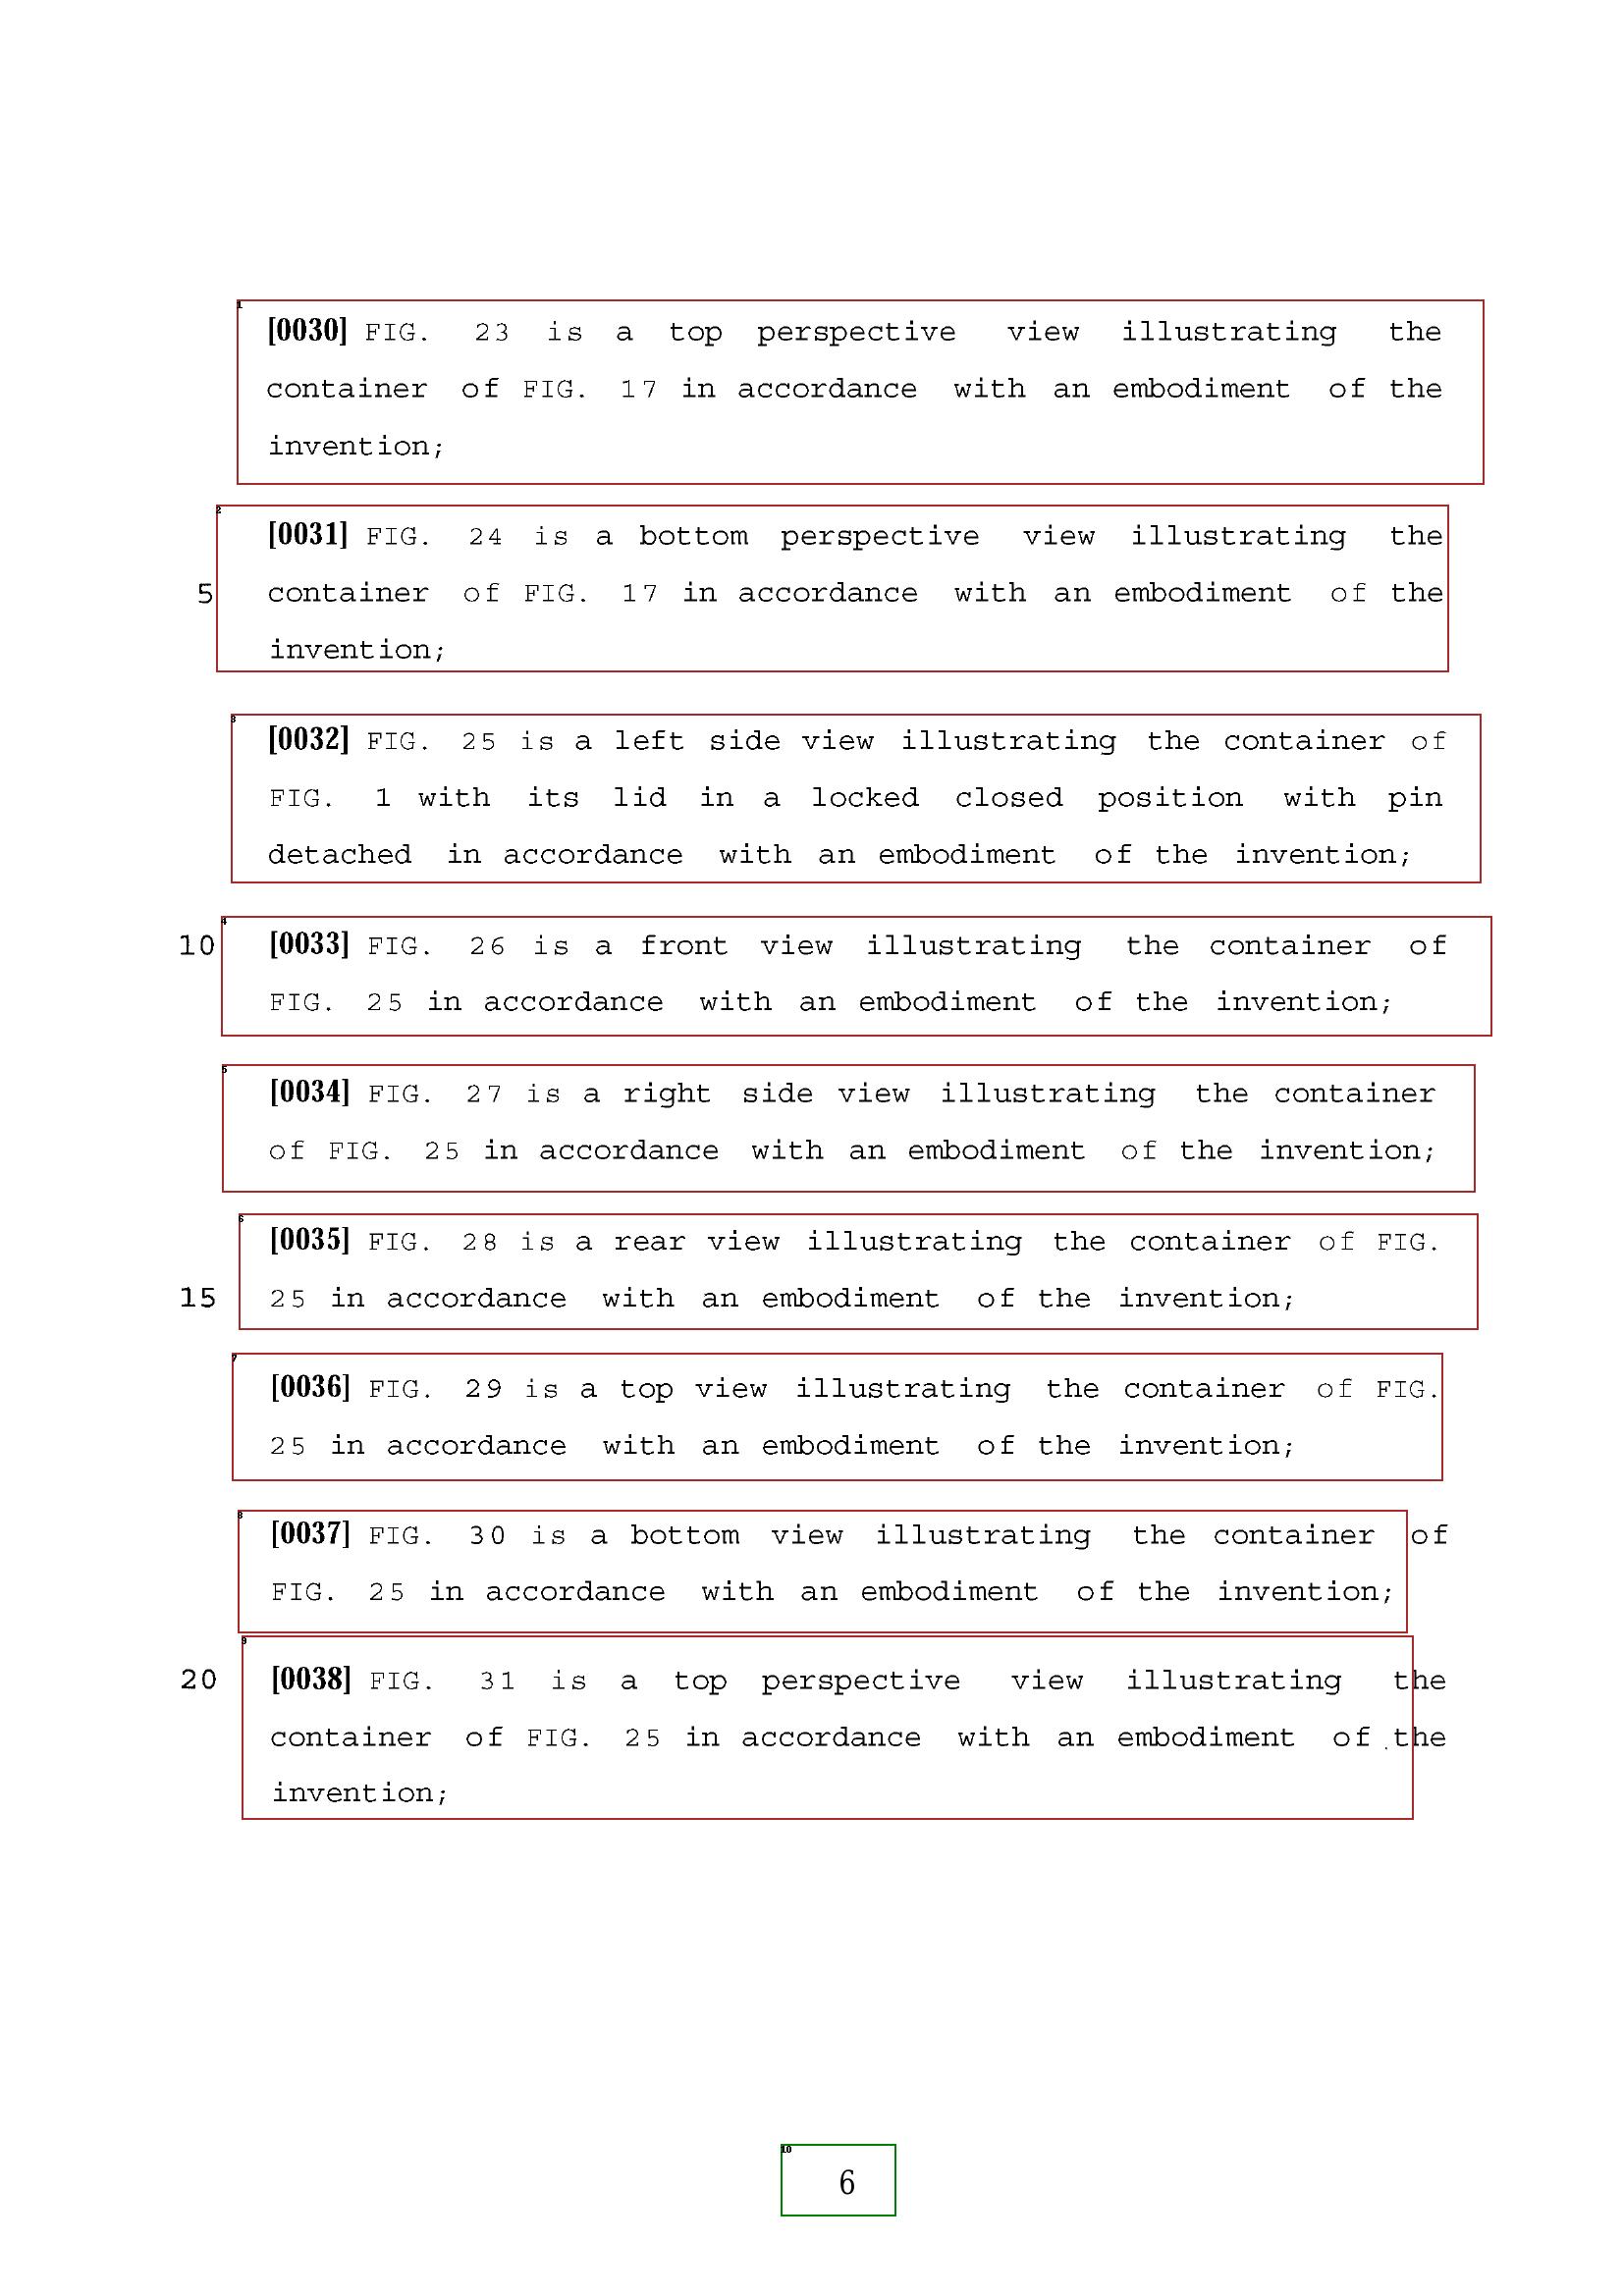 [0030] FIG. 23 is a top perspective view illustrating the
container of FIG. 17 in accordance with an embodiment of the
invention;
[0031] FIG. 24 is a bottom perspective view illustrating the
5 container of FIG. 17 in accordance with an embodiment of the
invention;
[0032] FIG. 25 is a left side view illustrating the container of
FIG. 1 with its lid in a locked closed position with pin
detached in accordance with an embodiment of the invention;
10 [0033] FIG. 26 is a front view illustrating the container of
FIG. 25 in accordance with an embodiment of the invention;
[0034] FIG. 27 is a right side view illustrating the container
of FIG. 25 in accordance with an embodiment of the invention;
[0035] FIG. 28 is a rear view illustrating the container of FIG.
15 25 in accordance with an embodiment of the invention;
[0036] FIG. 29 is a top view illustrating the container of FIG.
25 in accordance with an embodiment of the invention;
[0037] FIG. 30 is a bottom view illustrating the container of
FIG. 25 in accordance with an embodiment of the invention;
20 [0038] FIG. 31 is a top perspective view illustrating the
container of FIG. 25 in accordance with an embodiment of the
invention;
6